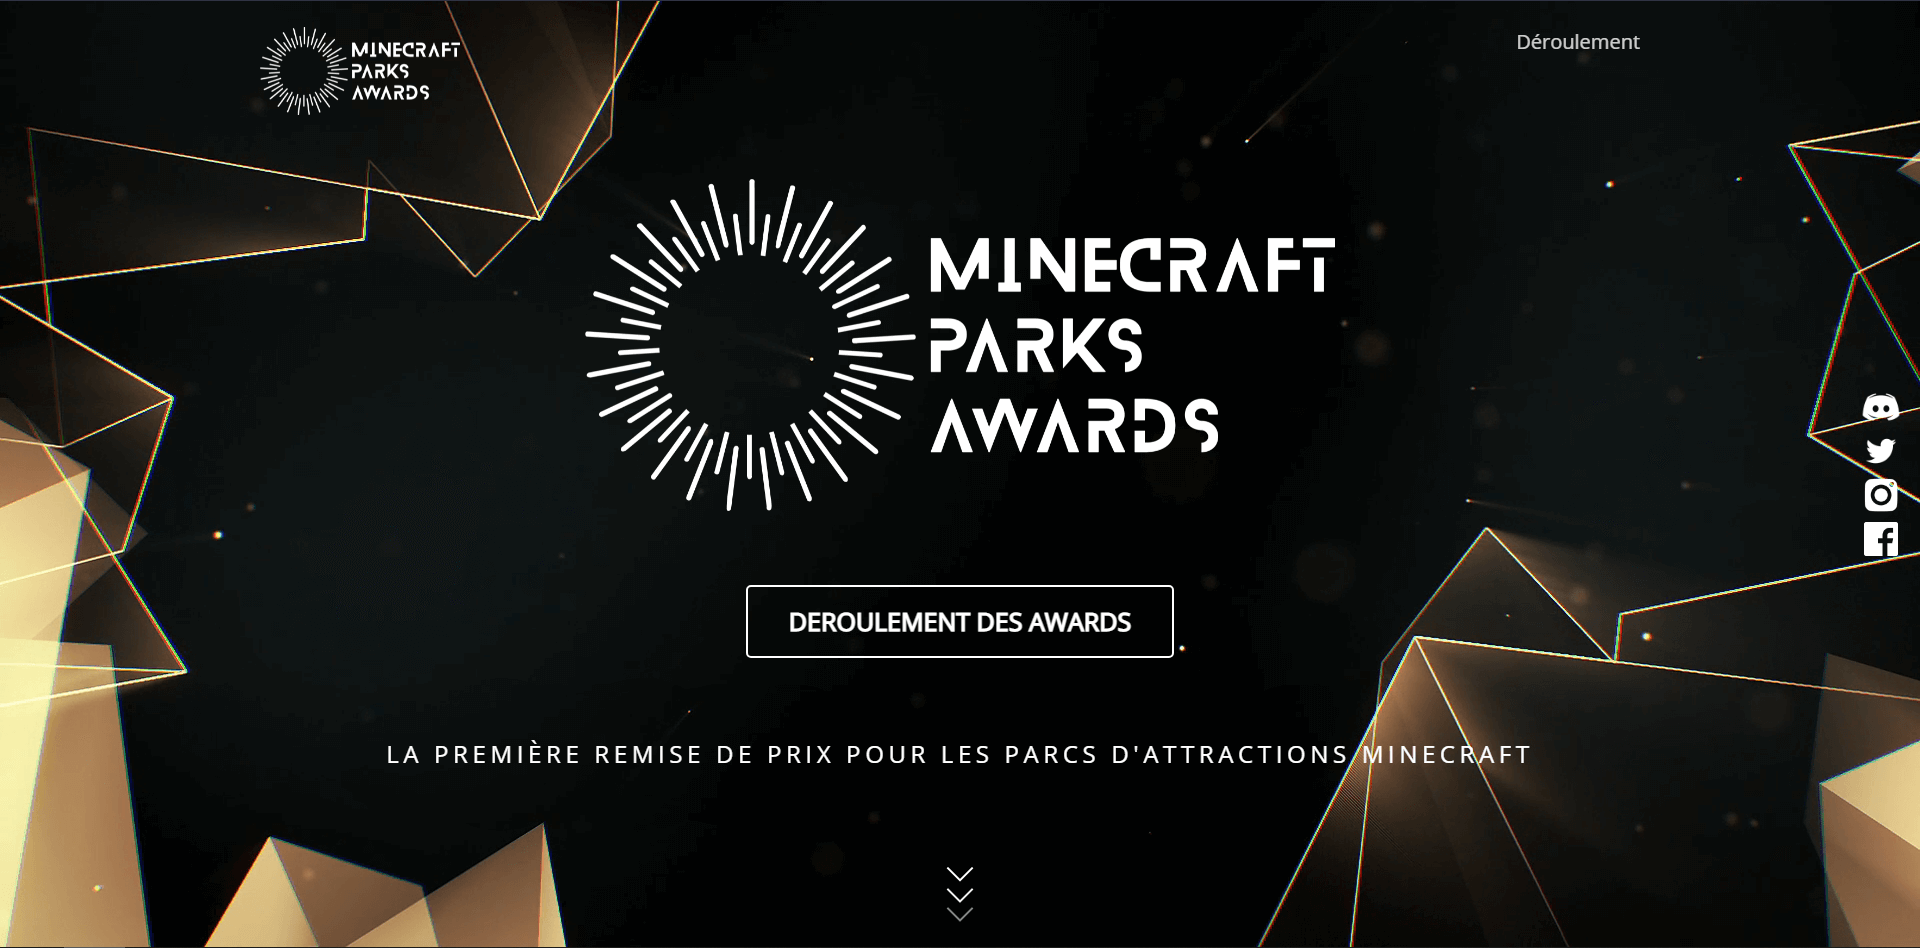 MINECRAFT
PARKS
AWARDS
Déroulement
MINECRAFT
PARKS
AWARDS
DEROULEMENT DES AWARDS
LA PREMIÈRE REMISE DE PRIX POUR LES PARCS D'ATTRACTIONS MINECRAFT